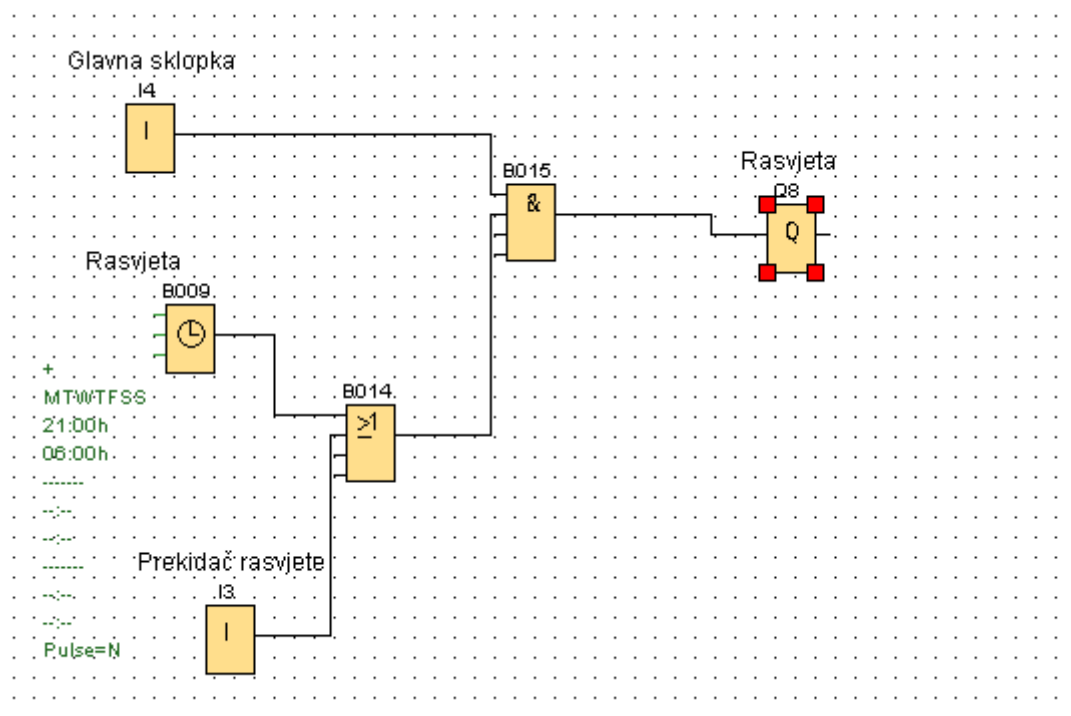 Glavna sklopka
I4
I
B015
&
Rasvjeta
Q8
Q
Rasvjeta
B009
+
MTWTFSS
21:00h
06:00h
-------
--:--
--:--
-------
--:--
--:--
Pulse=N
B014
≥1
Prekidač rasvjete
I3
I